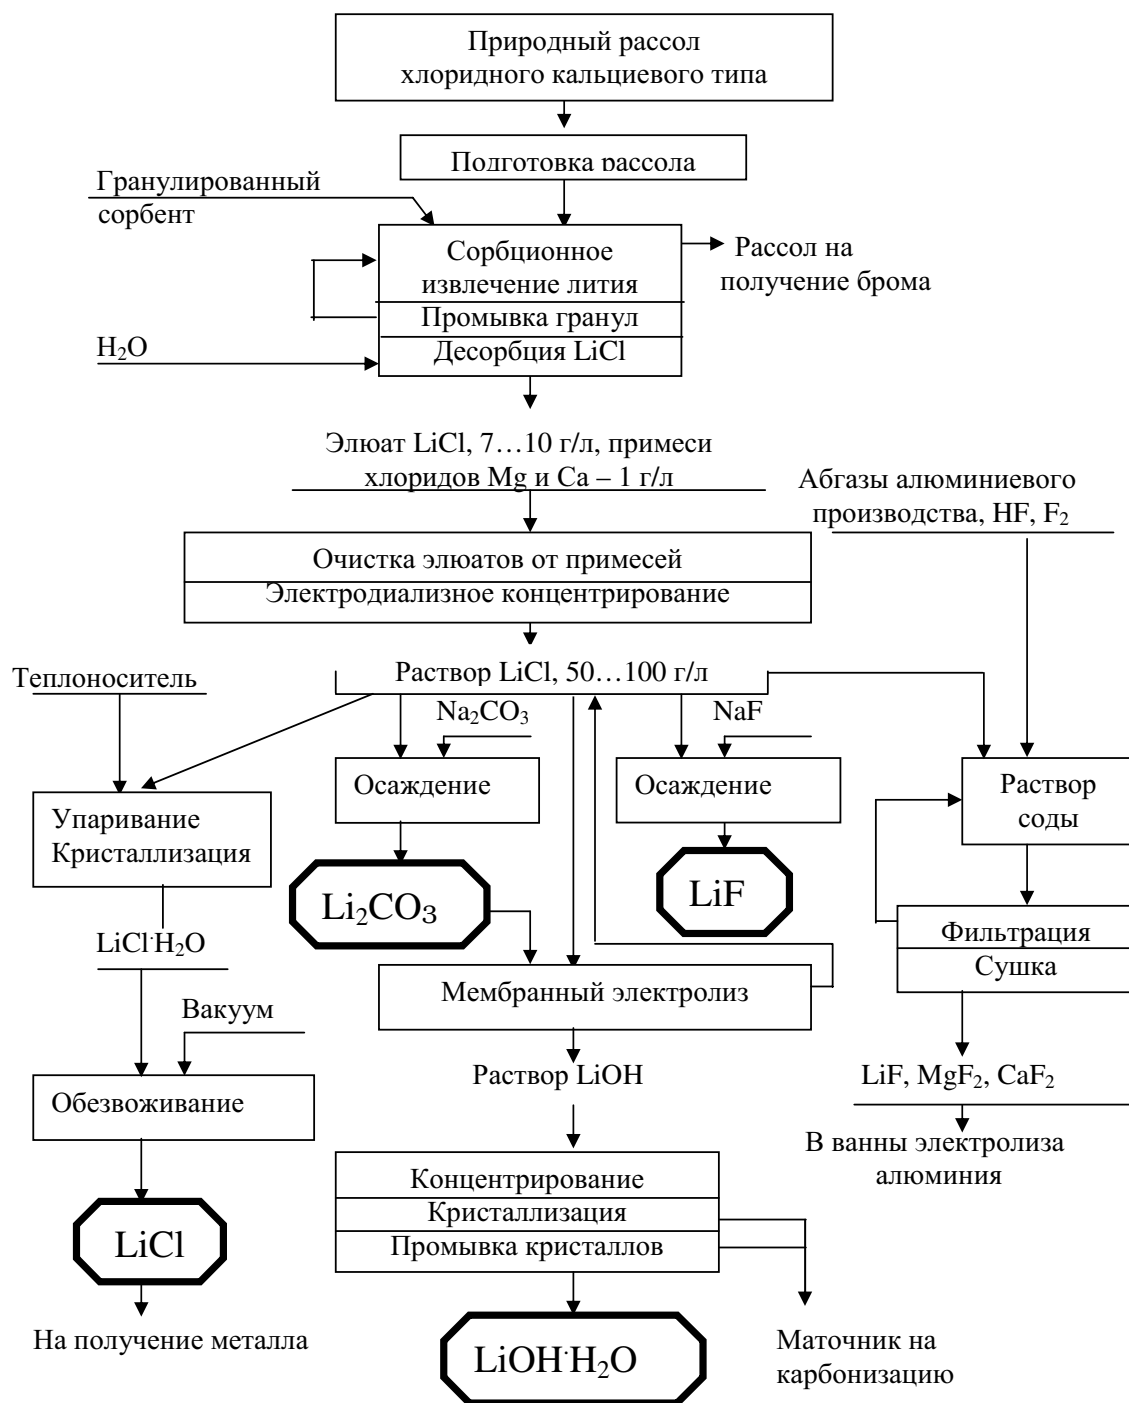 Природный рассол
хлоридного кальциевого типа
Подготовка рассола
Гранулированный
сорбент
Сорбционное
извлечение лития
Рассол на
получение брома
Промывка гранул
H₂O
Десорбция LiCl
Элюат LiCl, 7…10 г/л, примеси
хлоридов Mg и Ca – 1 г/л
Абгазы алюминиевого
производства, HF, F₂
Очистка элюатов от примесей
Электродиализное концентрирование
Теплоноситель
Раствор LiCl, 50…100 г/л
Na₂CO₃
NaF
Осаждение
Осаждение
Раствор
соды
Упаривание
Кристаллизация
Li₂CO₃
LiF
LiCl·H₂O
Фильтрация
Сушка
Мембранный электролиз
Вакуум
Раствор LiOH
LiF, MgF₂, CaF₂
Обезвоживание
В ванны электролиза
алюминия
Концентрирование
Кристаллизация
Промывка кристаллов
LiCl
На получение металла
LiOH·H₂O
Маточник на
карбонизацию